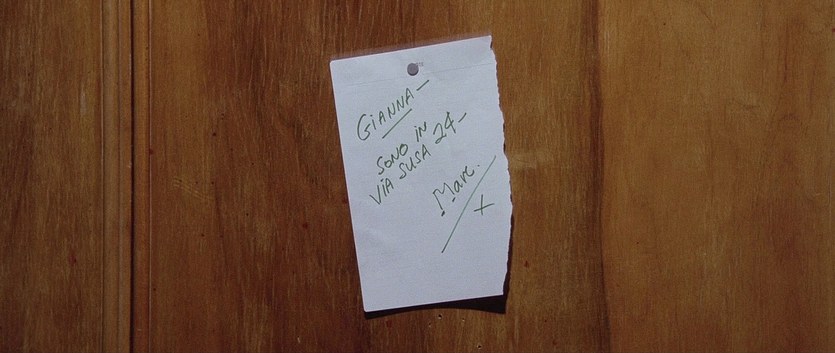 GiANNA—
SONO iN
ViA SUSA 24—
Marc.
X